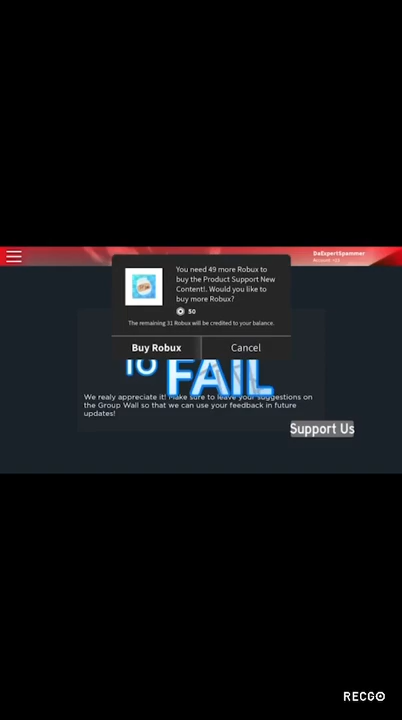 DaExpertSpammer
You need 49 more Robux to
buy the Product Support New
Content!. Would you like to
buy more Robux?
50
The remaining 31 Robux will be credited to your balance.
Buy Robux
Cancel
TO
FAIL
We realy appreciate it! Make sure to leave your suggestions on
the Group Wall so that we can use your feedback in future
updates!
Support Us
RECGO